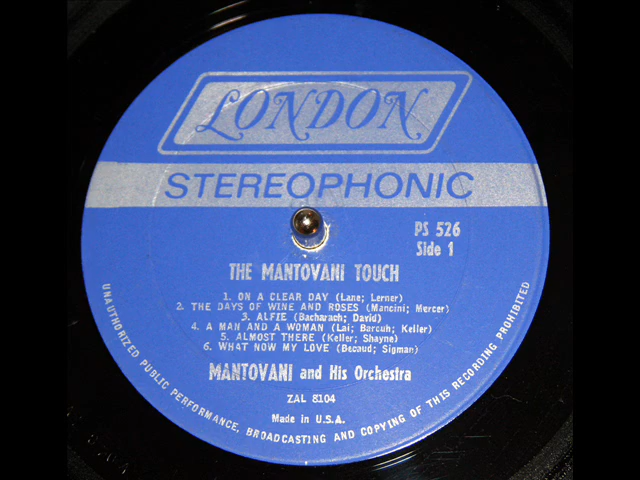 LONDON
STEREOPHONIC
PS 526
Side 1
THE MANTOVANI TOUCH
1. ON A CLEAR DAY (Lane; Lerner)
2. THE DAYS OF WINE AND ROSES (Mancini; Mercer)
3. ALFIE (Bacharach; David)
4. A MAN AND A WOMAN (Lai; Barcuh; Keller)
5. ALMOST THERE (Keller; Shayne)
6. WHAT NOW MY LOVE (Becaud; Sigman)
MANTOVANI and His Orchestra
ZAL 8104
Made in U.S.A.
UNAUTHORIZED PUBLIC PERFORMANCE, BROADCASTING AND COPYING OF THIS RECORDING PROHIBITED